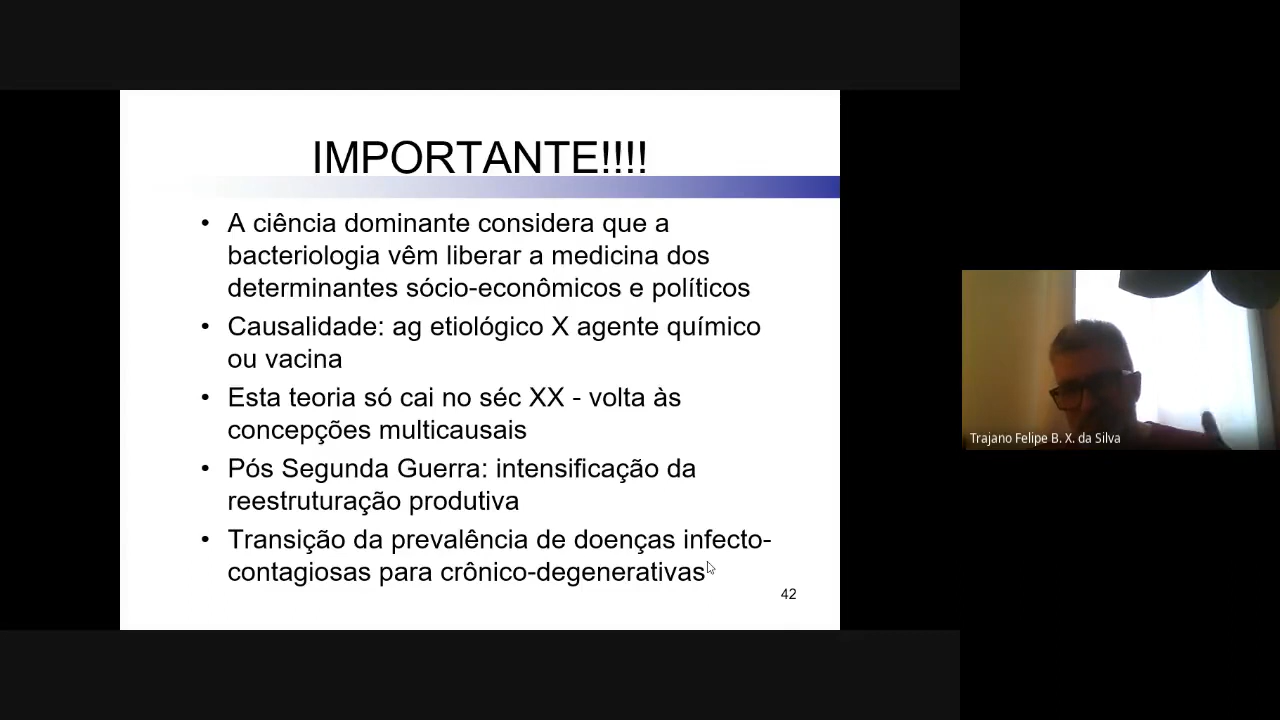 IMPORTANTE!!!!
• A ciência dominante considera que a
bacteriologia vêm liberar a medicina dos
determinantes sócio-econômicos e políticos
• Causalidade: ag etiológico X agente químico
ou vacina
• Esta teoria só cai no séc XX - volta às
concepções multicausais
• Pós Segunda Guerra: intensificação da
reestruturação produtiva
• Transição da prevalência de doenças infecto-
contagiosas para crônico-degenerativas
42
Trajano Felipe B. X. da Silva